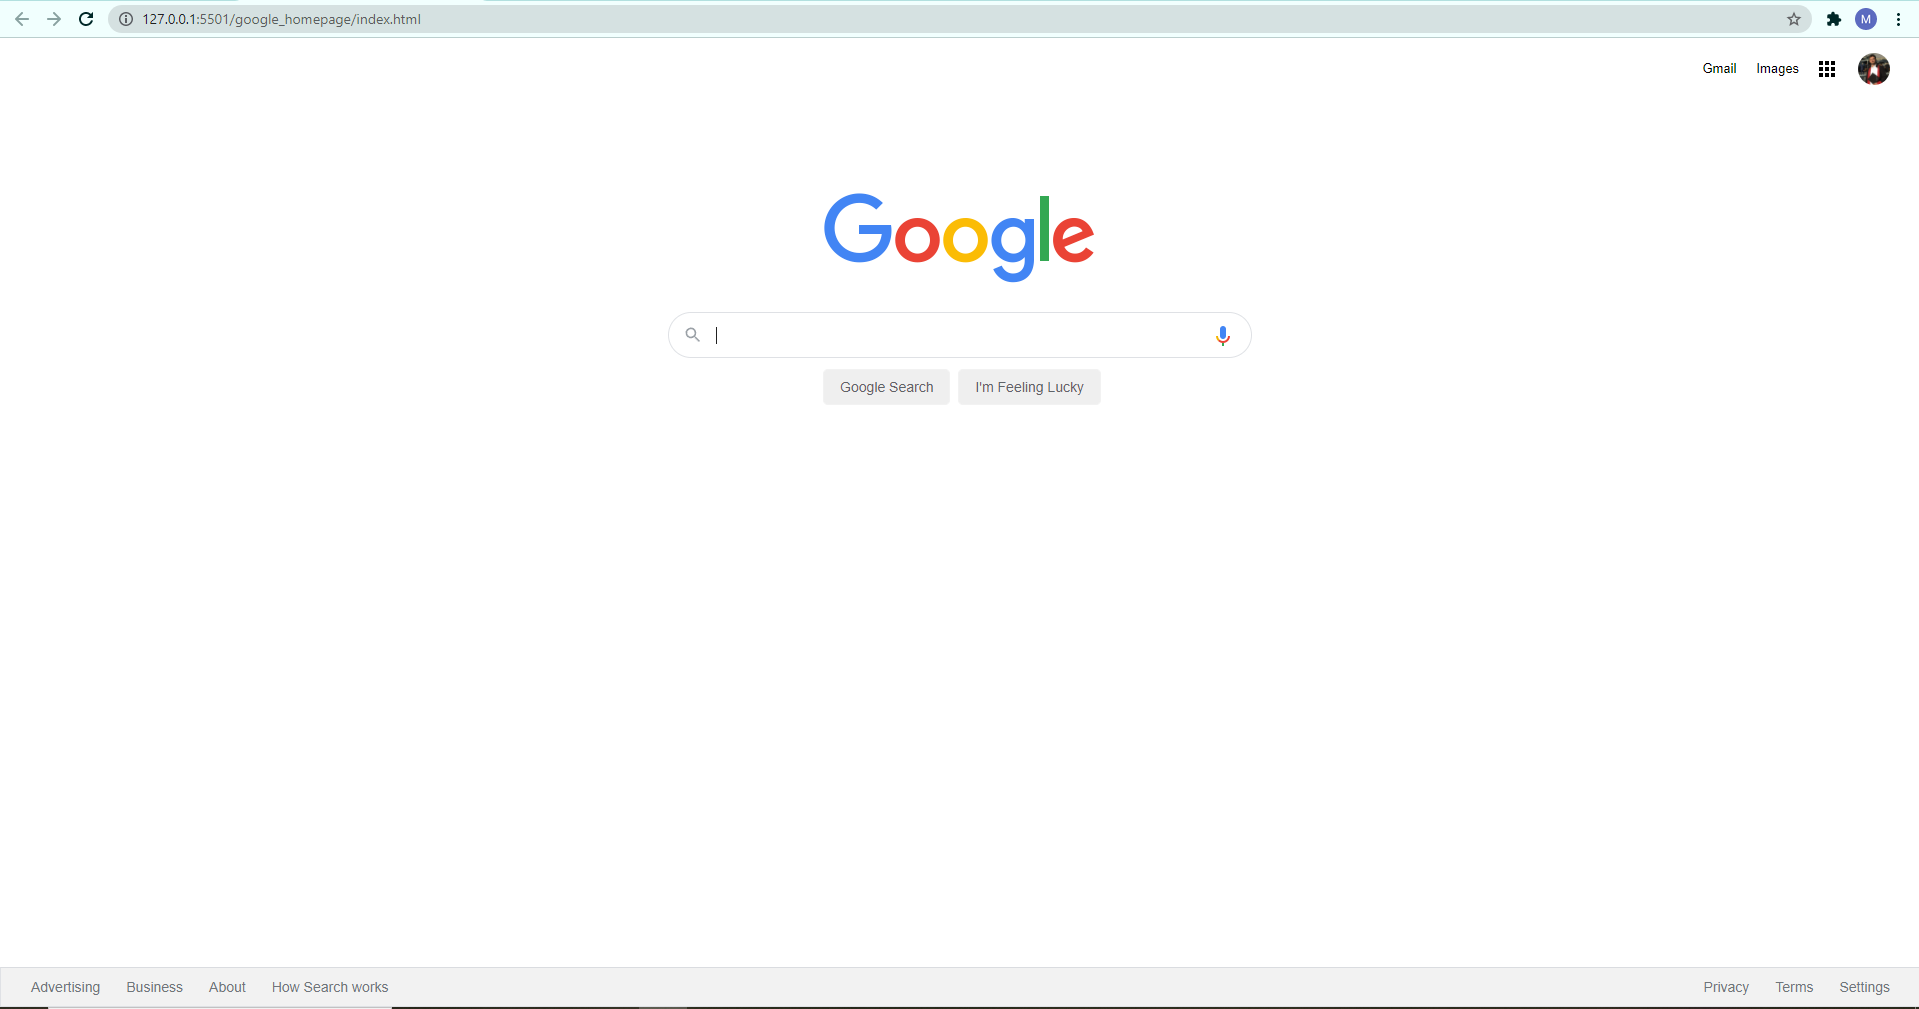 127.0.0.1:5501/google_homepage/index.html
M
Gmail Images
Google
Google Search I'm Feeling Lucky
Advertising Business About How Search works Privacy Terms Settings